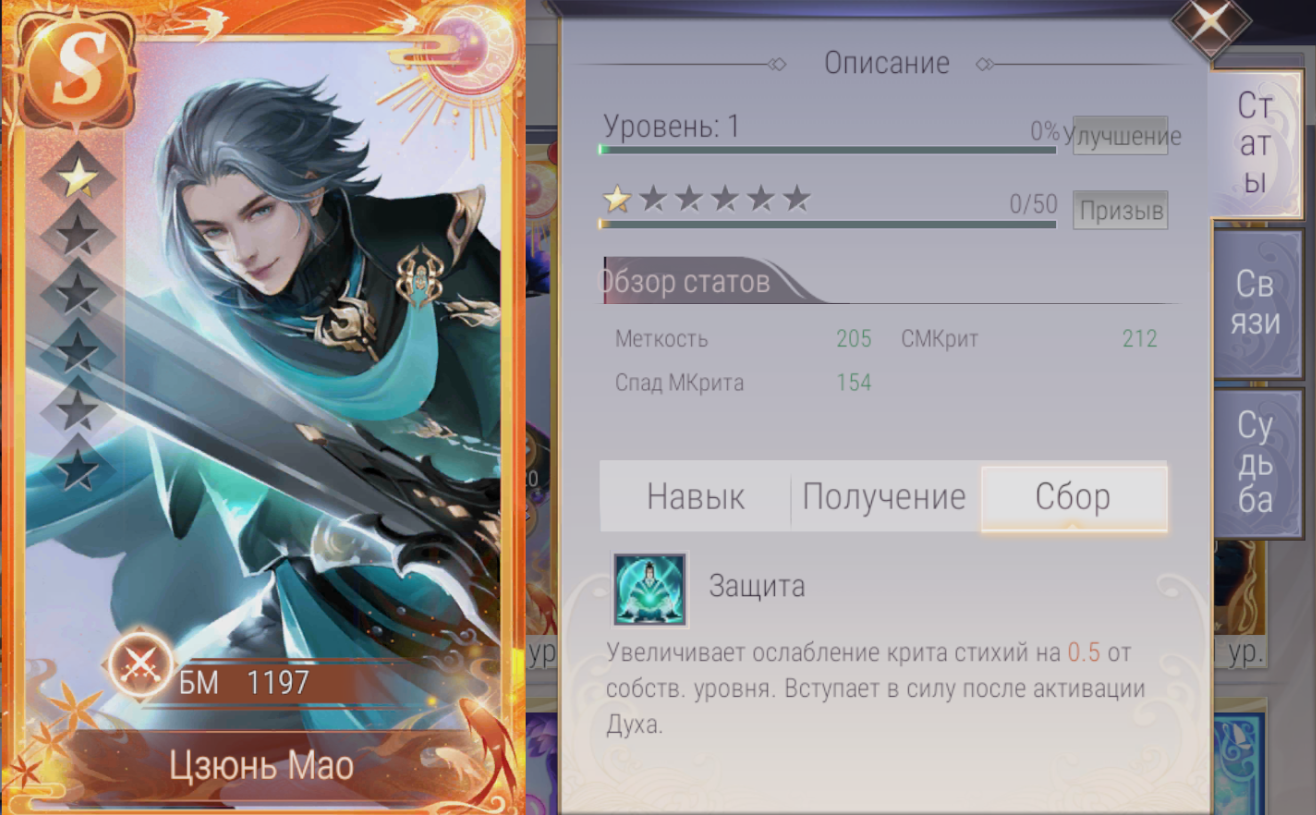 S
БМ 1197
Цзюнь Мао
Описание
Уровень: 1
0%
Улучшение
0/50
Призыв
Обзор статов
Меткость 205 СМКрит 212
Спад МКрита 154
Навык Получение Сбор
Защита
Увеличивает ослабление крита стихий на 0.5 от
собств. уровня. Вступает в силу после активации
Духа.
Ст
ат
ы
Св
язи
Су
дь
ба
ур
ур.